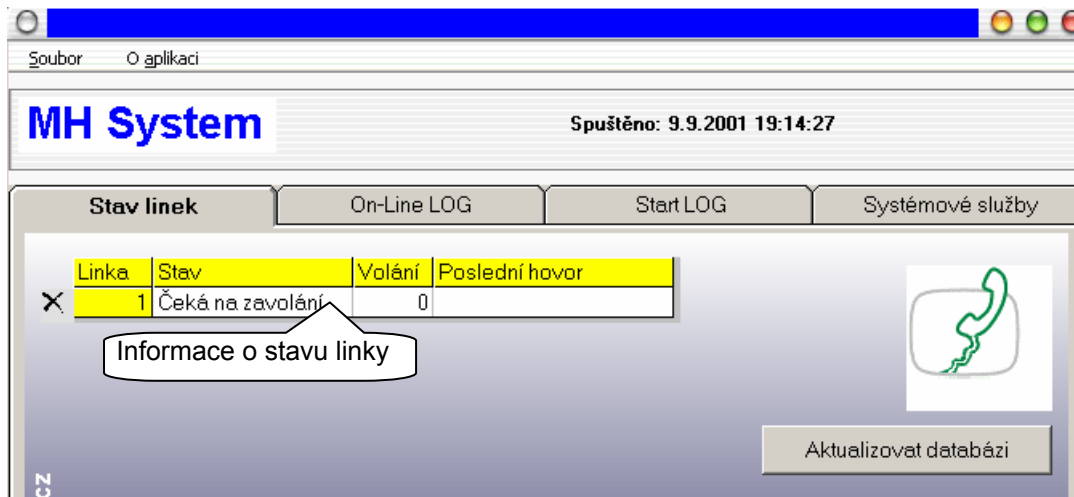 Soubor O aplikaci
MH System
Spuštěno: 9.9.2001 19:14:27
Stav linek On-Line LOG Start LOG Systémové služby
Linka Stav Volání Poslední hovor
1 Čeká na zavolání 0
Informace o stavu linky
Aktualizovat databázi
cz